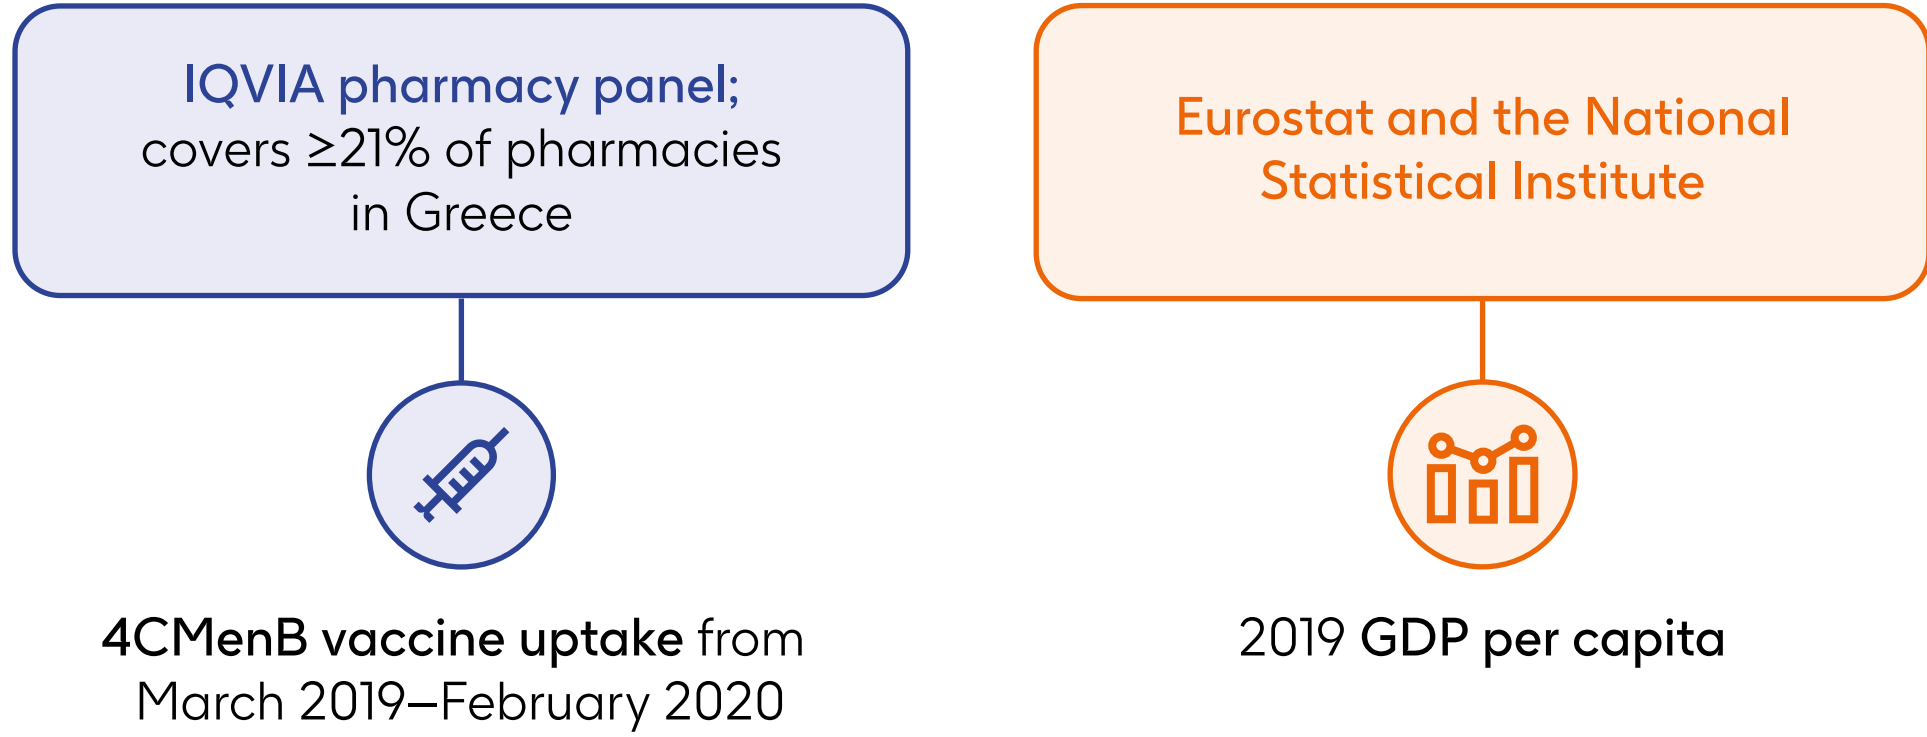 IQVIA pharmacy panel;
covers ≥21% of pharmacies
in Greece
4CMenB vaccine uptake from
March 2019–February 2020
Eurostat and the National
Statistical Institute
2019 GDP per capita